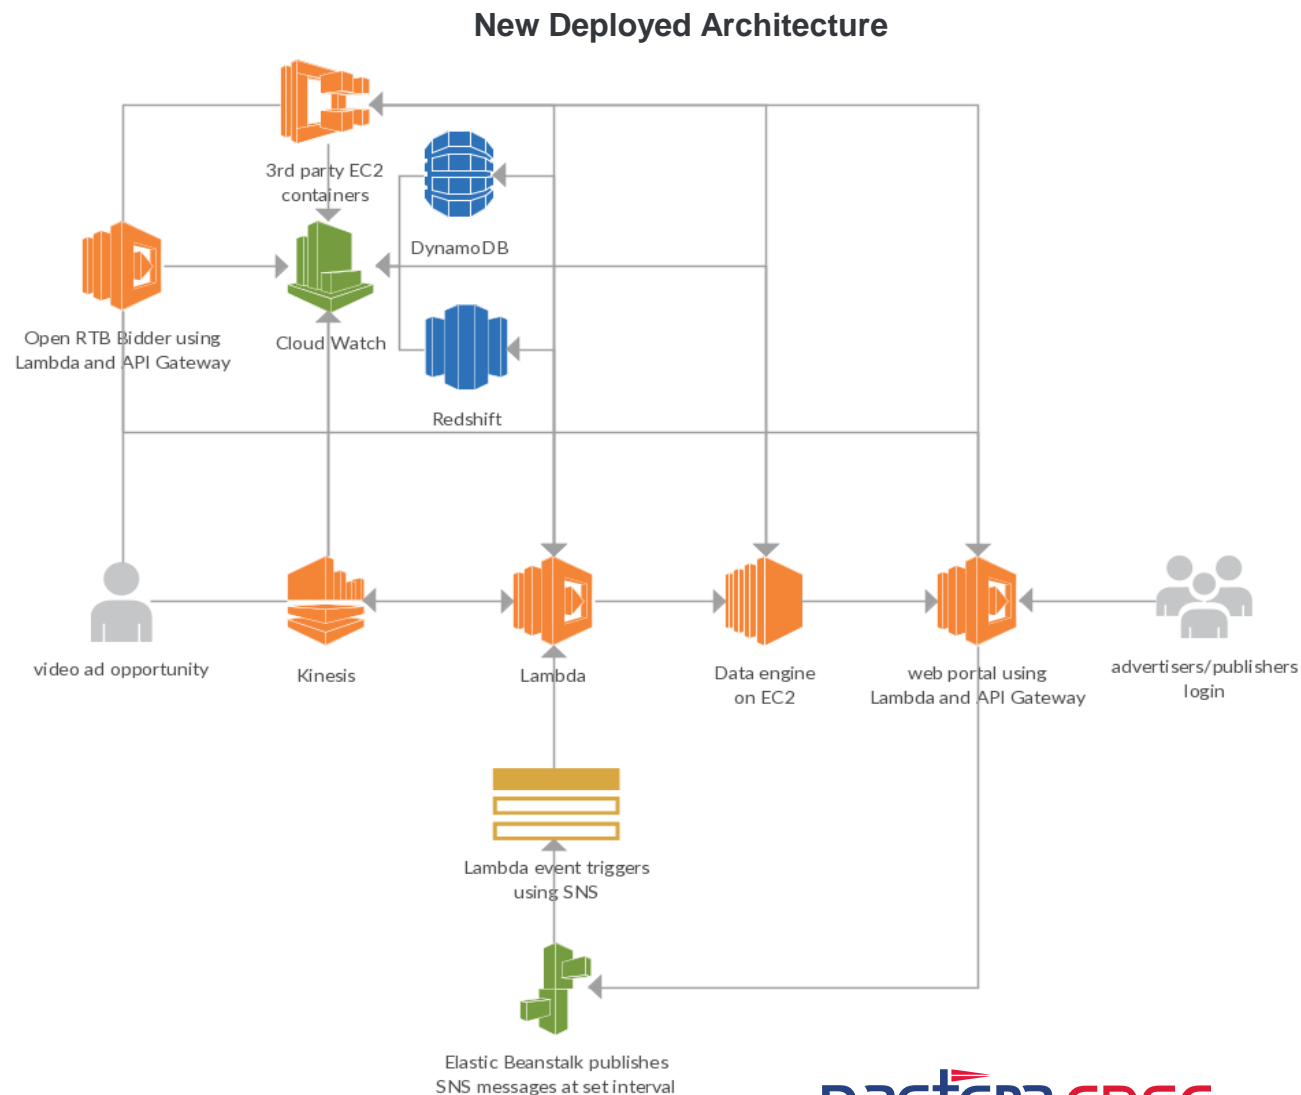 New Deployed Architecture
3rd party EC2
containers
DynamoDB
Open RTB Bidder using
Lambda and API Gateway
Cloud Watch
Redshift
video ad opportunity
Kinesis
Lambda
Data engine
on EC2
web portal using
Lambda and API Gateway
advertisers/publishers
login
Lambda event triggers
using SNS
Elastic Beanstalk publishes
SNS messages at set interval